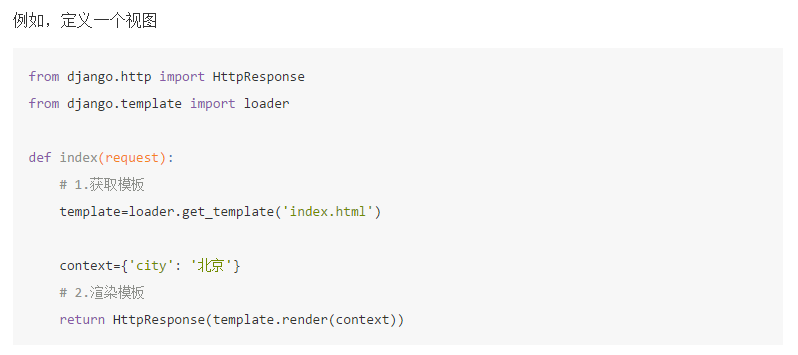 例如，定义一个视图
from django.http import HttpResponse
from django.template import loader
def index(request):
    # 1.获取模板
    template=loader.get_template('index.html')
    context={'city': '北京'}
    # 2.渲染模板
    return HttpResponse(template.render(context))